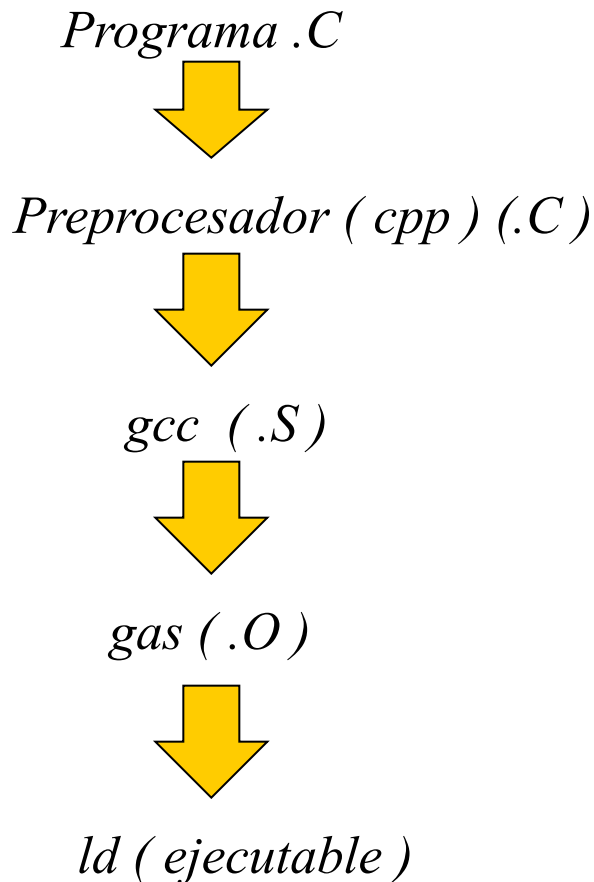 Programa .C
Preprocesador ( cpp ) (.C )
gcc ( .S )
gas ( .O )
ld ( ejecutable )